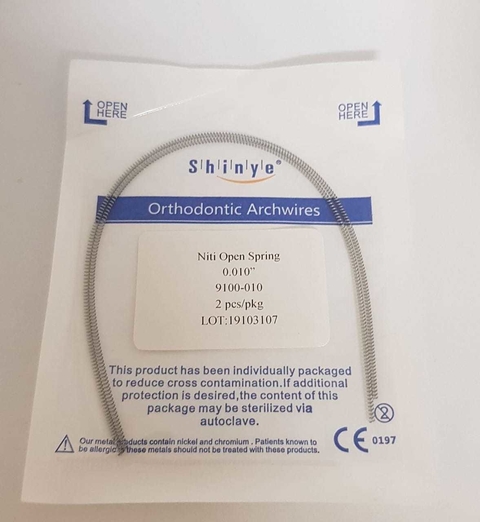 OPEN
HERE
OPEN
HERE
Shinye®
Orthodontic Archwires
Niti Open Spring
0.010"
9100-010
2 pcs/pkg
LOT:19103107
This product has been individually packaged
to reduce cross contamination.If additional
protection is desired,the content of this
package may be sterilized via
autoclave.
Our metal products contain nickel and chromium . Patients known to
be allergic these metals should not be treated with these products.
CE 0197
2